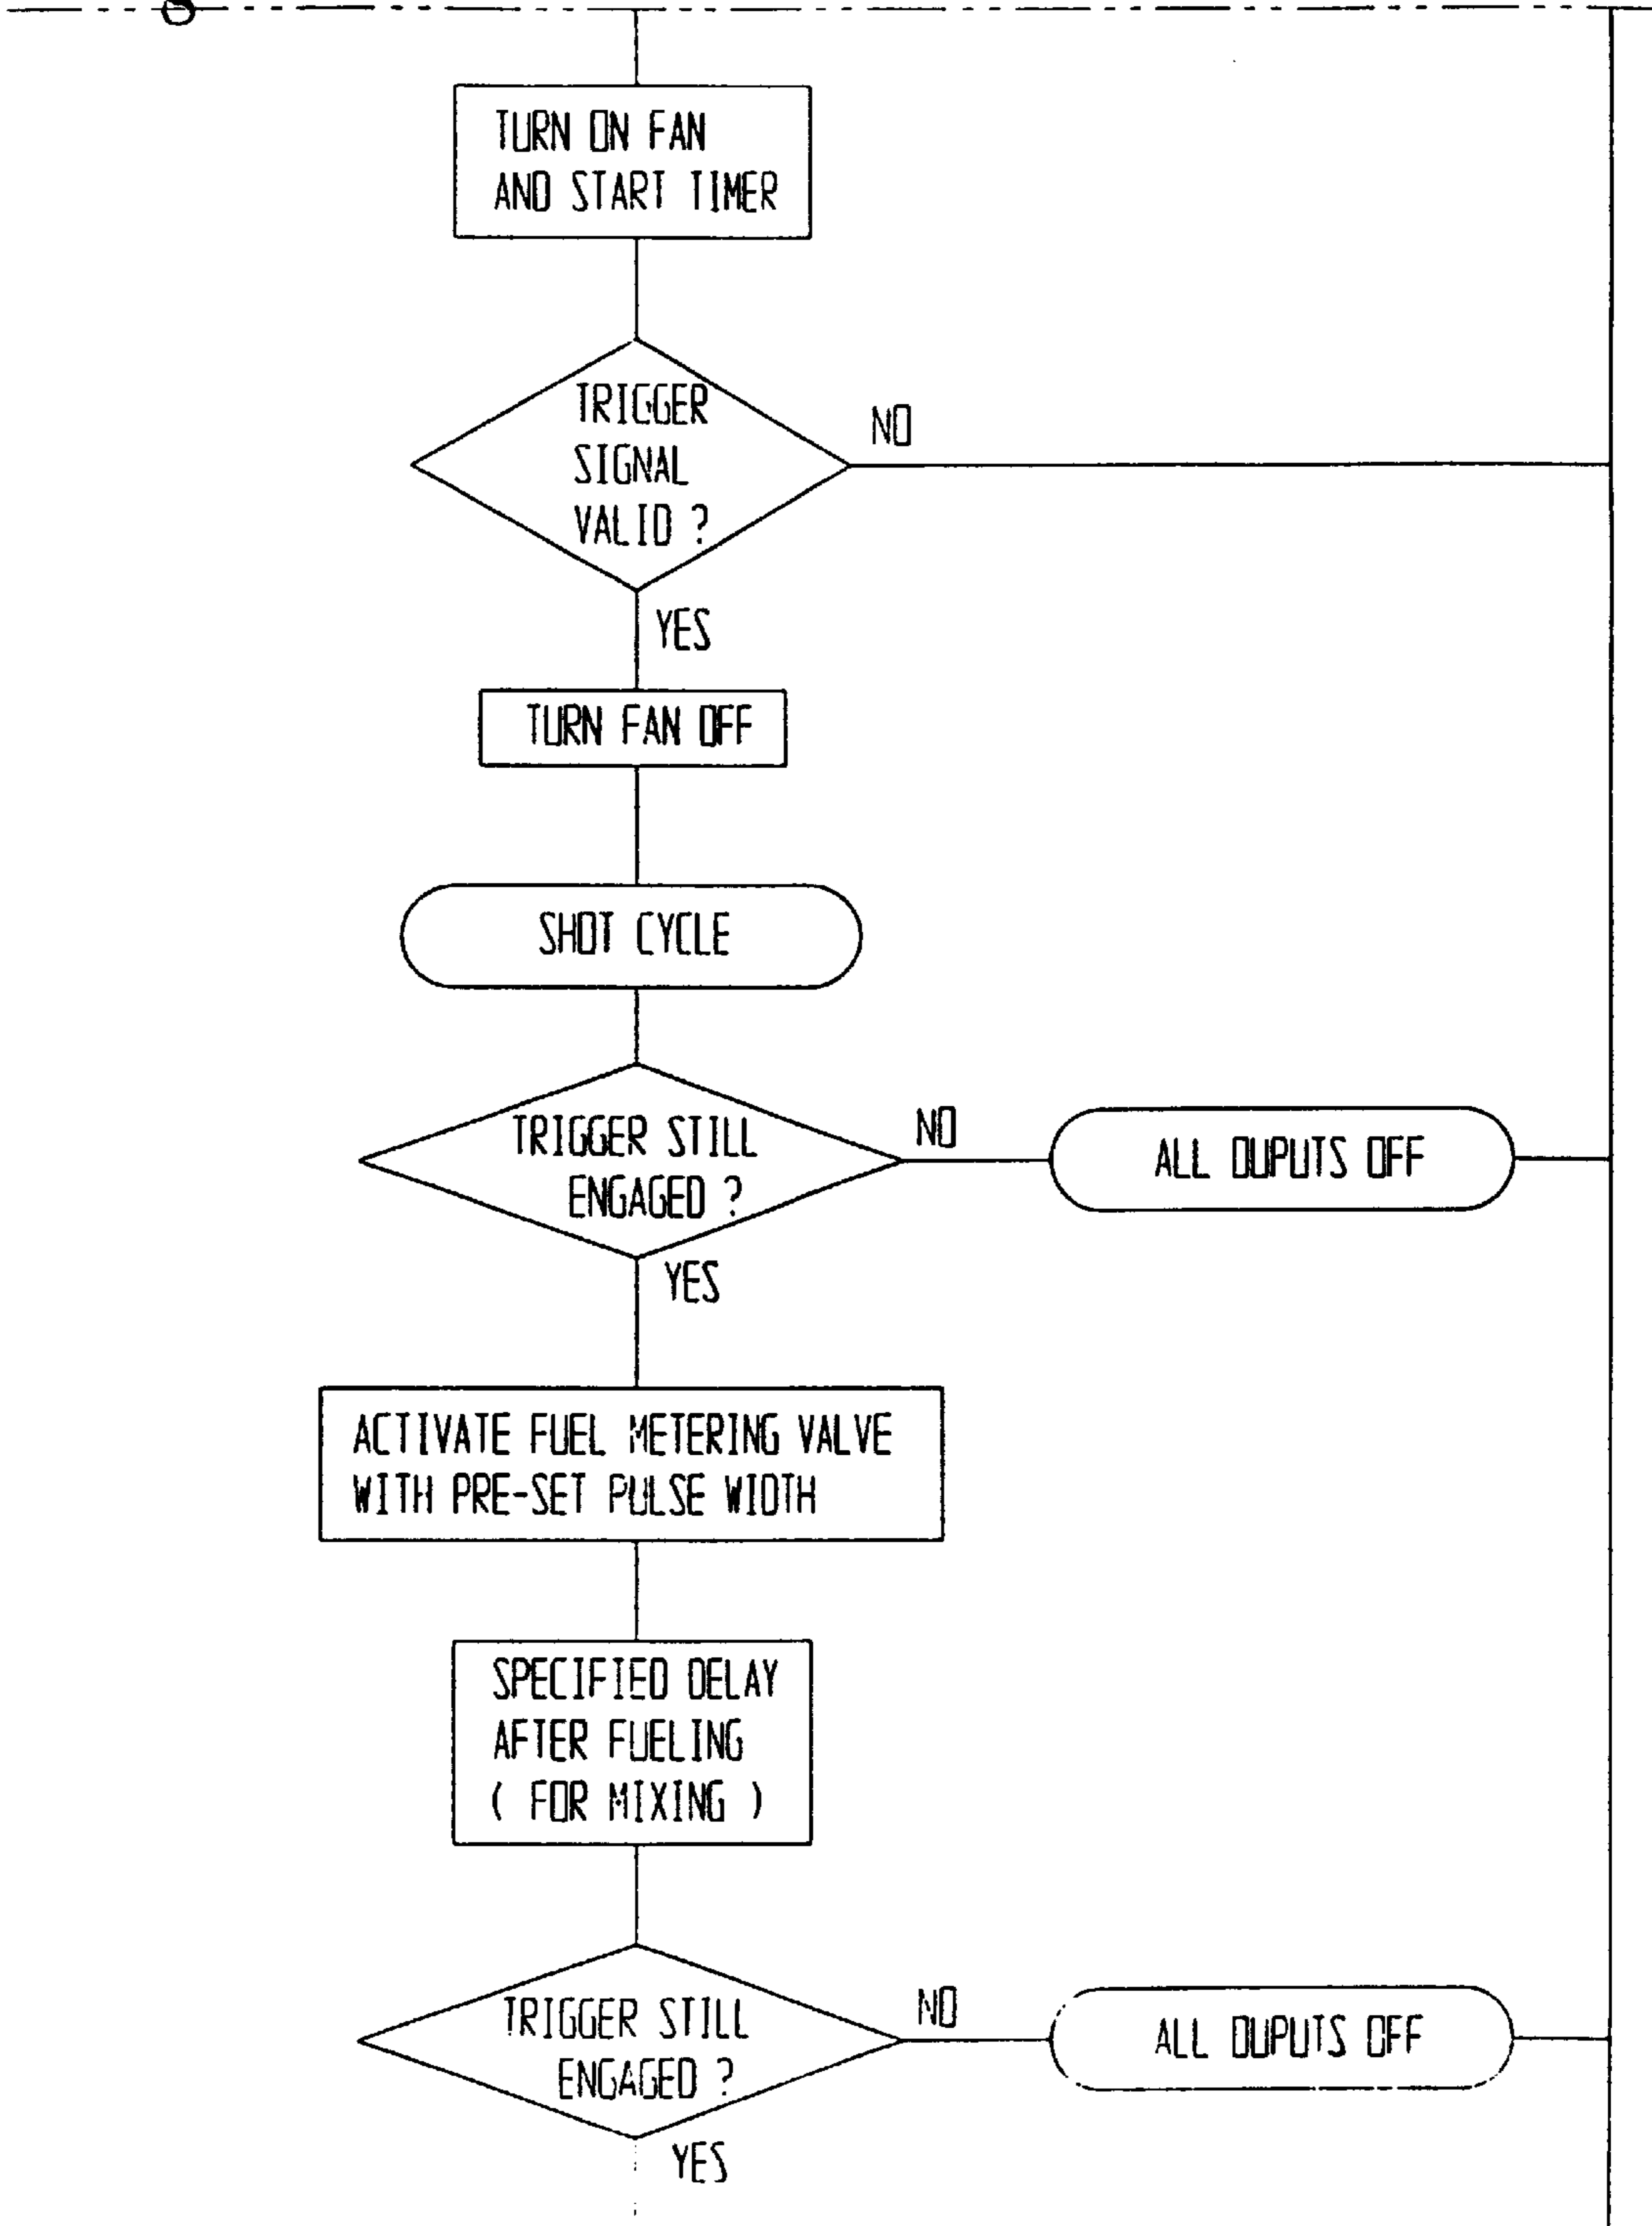 TURN ON FAN
AND START TIMER
TRIGGER
SIGNAL
VALID ?
NO
YES
TURN FAN OFF
SHOT CYCLE
TRIGGER STILL
ENGAGED ?
NO
ALL OUPUTS OFF
YES
ACTIVATE FUEL METERING VALVE
WITH PRE-SET PULSE WIDTH
SPECIFIED DELAY
AFTER FUELING
( FOR MIXING )
TRIGGER STILL
ENGAGED ?
NO
ALL OUPUTS OFF
YES